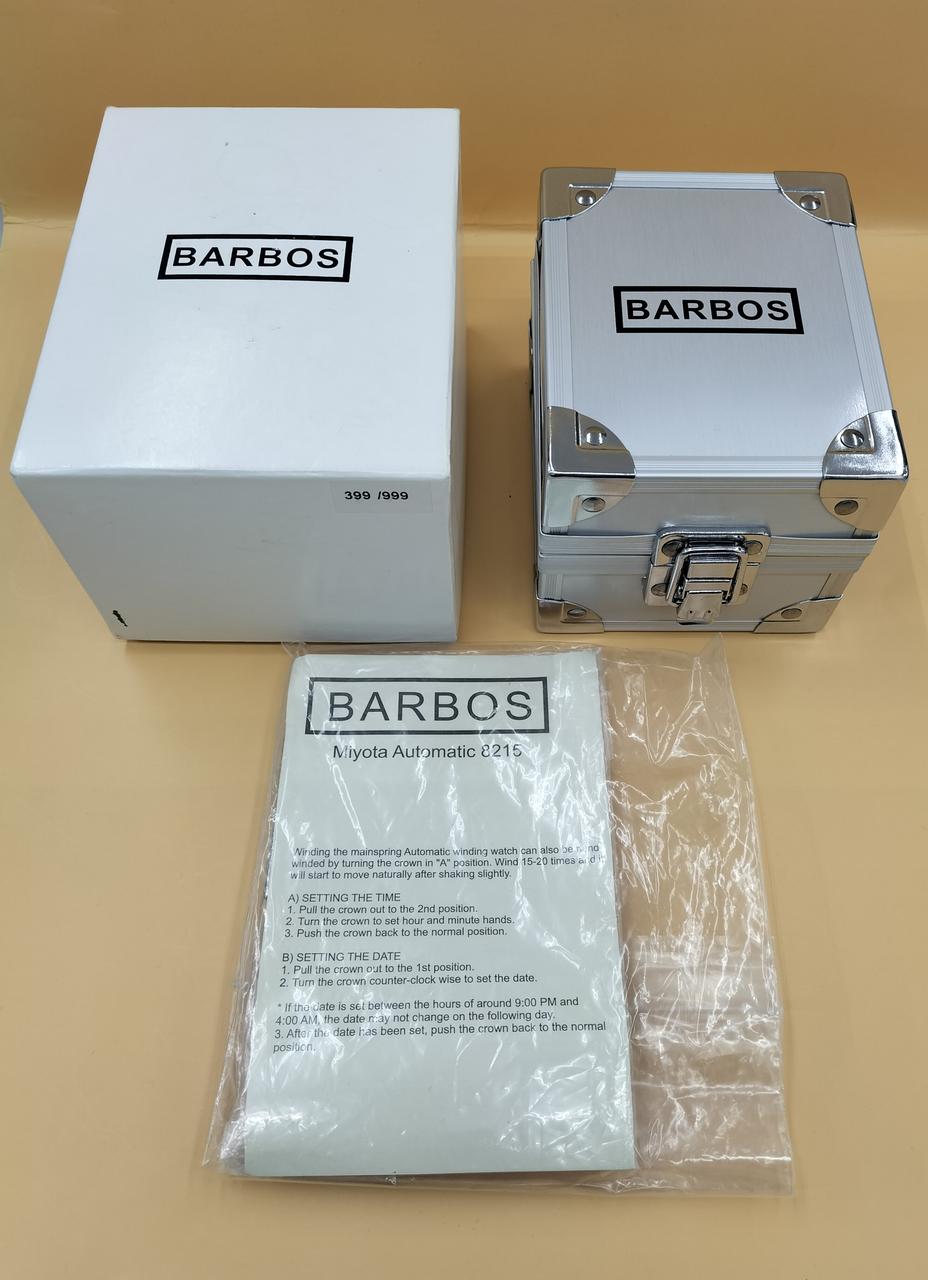 BARBOS
399 /999
BARBOS
BARBOS
Miyota Automatic 8215
Winding the mainspring Automatic winding watch can also be hand
winded by turning the crown in "A" position. Wind 15-20 times and it
will start to move naturally after shaking slightly.
A) SETTING THE TIME
1. Pull the crown out to the 2nd position.
2. Turn the crown to set hour and minute hands.
3. Push the crown back to the normal position.
B) SETTING THE DATE
1. Pull the crown out to the 1st position.
2. Turn the crown counter-clock wise to set the date.
* If the date is set between the hours of around 9:00 PM and
4:00 AM, the date may not change on the following day.
3. After the date has been set, push the crown back to the normal
position.